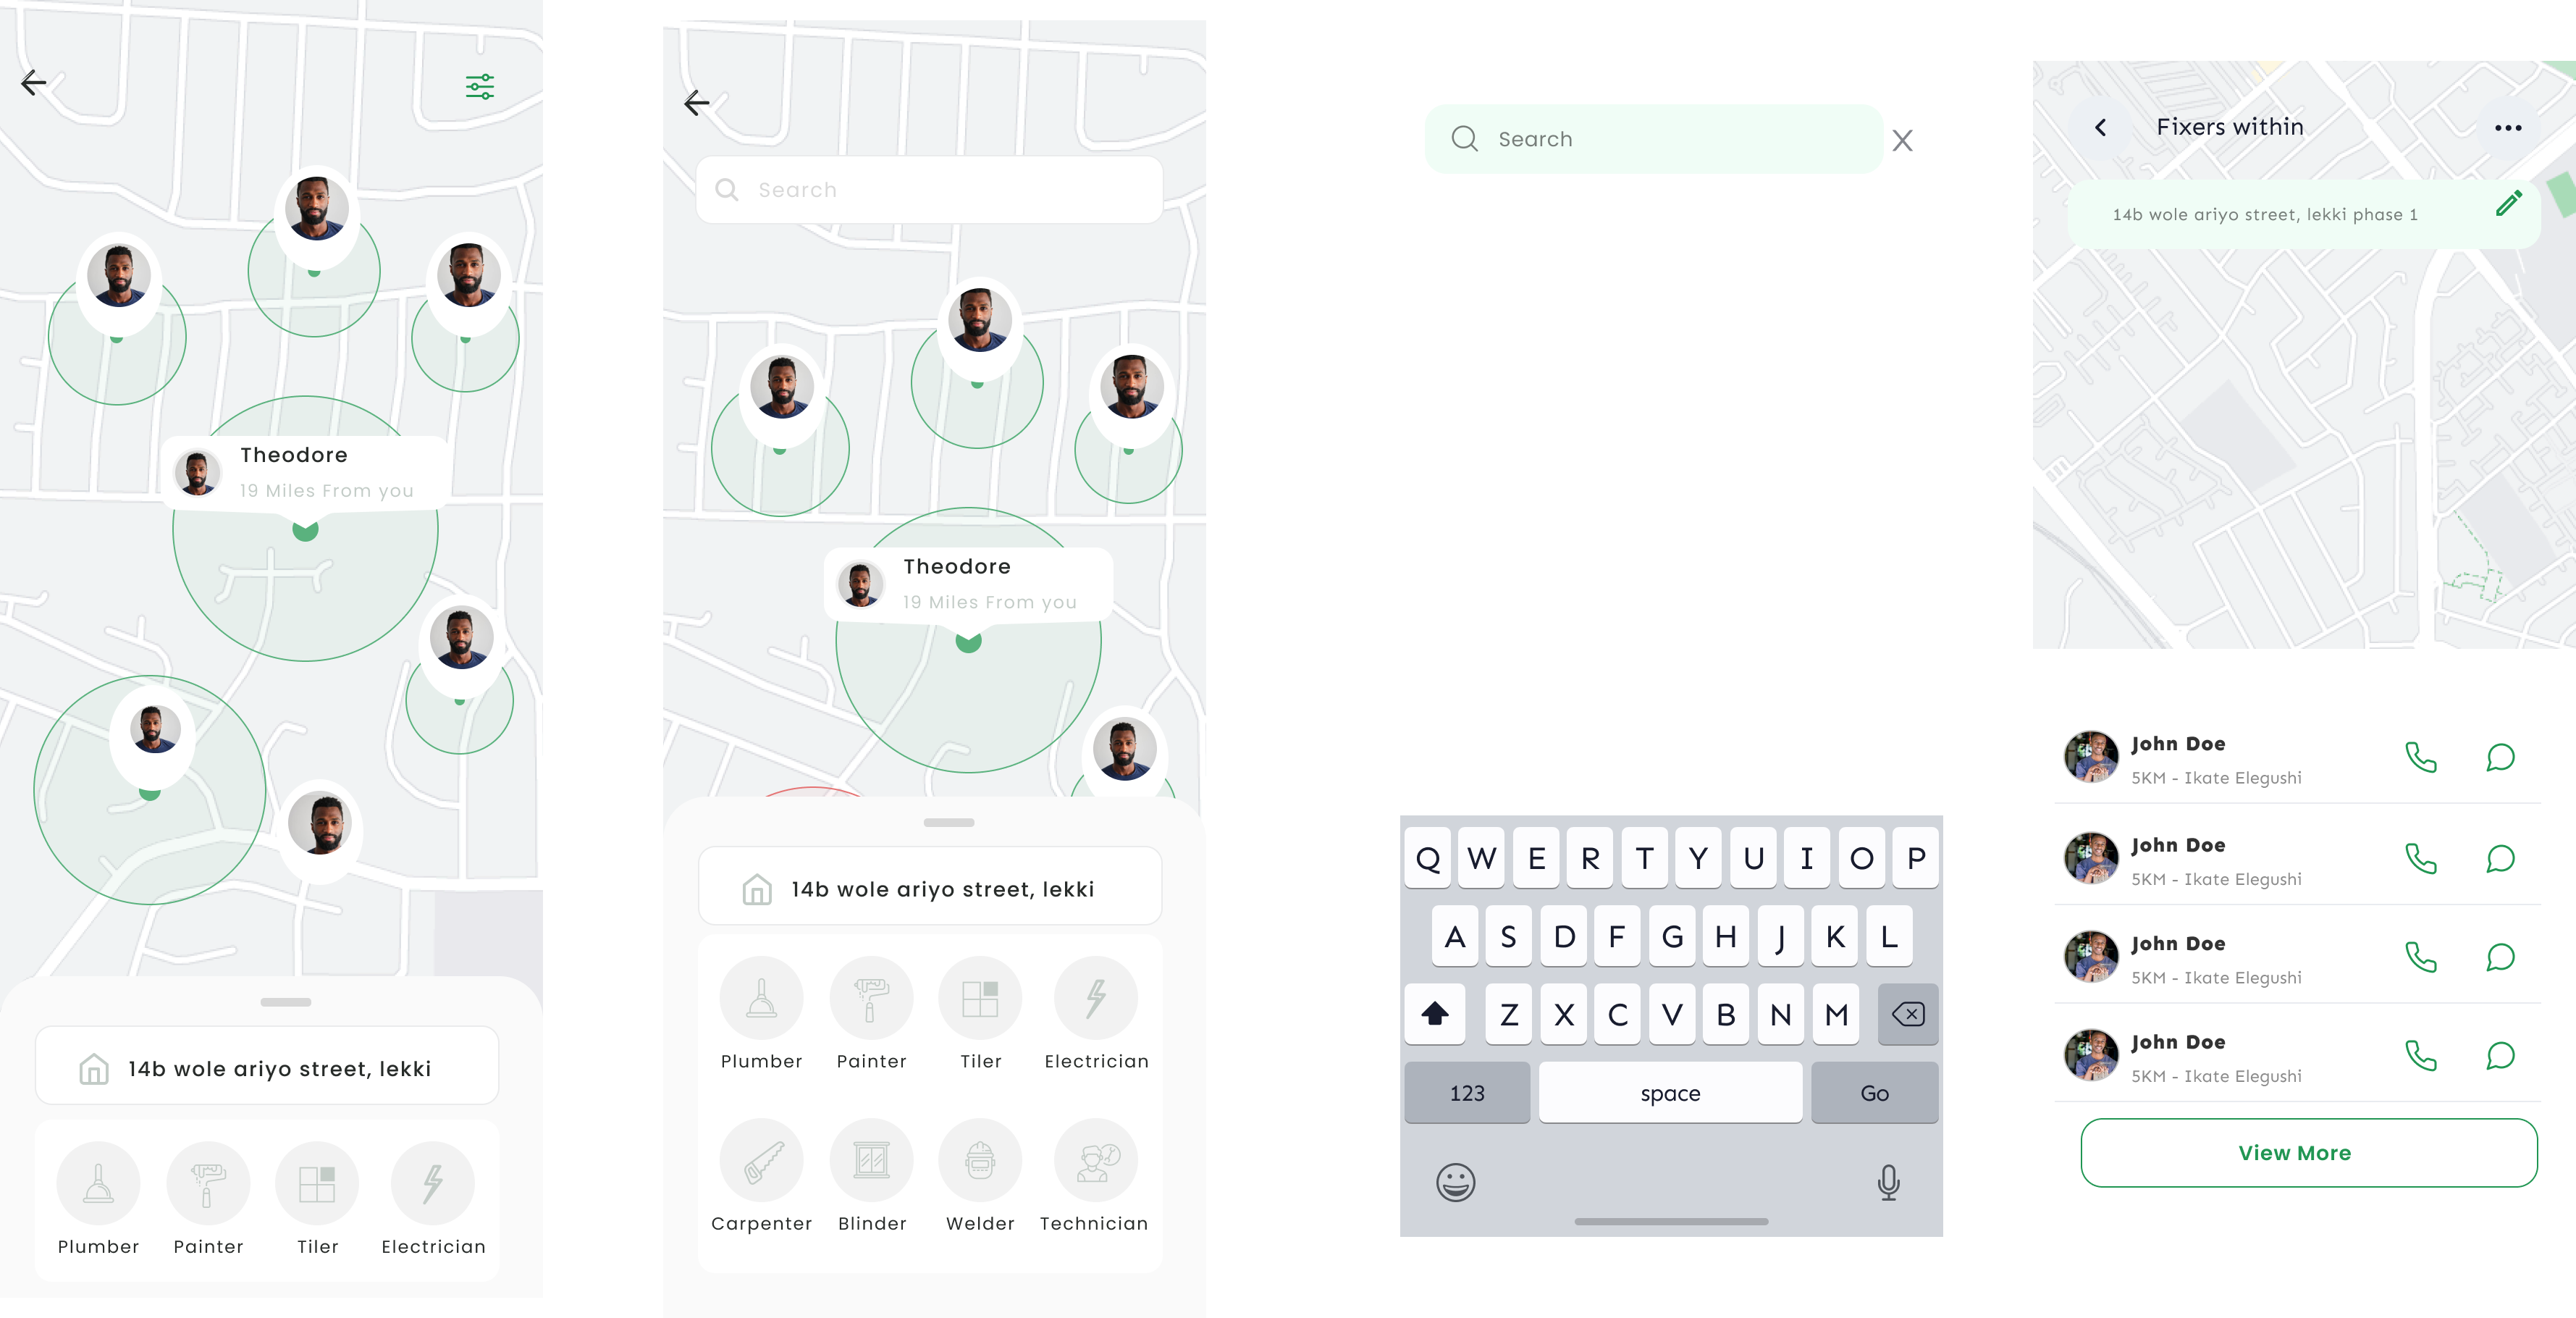 Theodore
19 Miles From you
14b wole ariyo street, lekki
Plumber Painter Tiler Electrician
Search
Theodore
19 Miles From you
14b wole ariyo street, lekki
Plumber Painter Tiler Electrician
Carpenter Blinder Welder Technician
Search X
Q W E R T Y U I O P
A S D F G H J K L
Z X C V B N M
123 space Go
Fixers within
14b wole ariyo street, lekki phase 1
John Doe
5KM - Ikate Elegushi
John Doe
5KM - Ikate Elegushi
John Doe
5KM - Ikate Elegushi
John Doe
5KM - Ikate Elegushi
View More